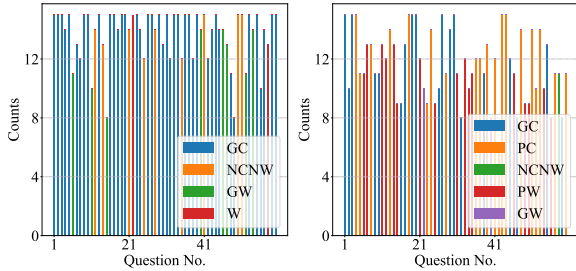 Counts
12
8
4
0
1
21
41
Question No.
GC
NCNW
GW
W
Counts
12
8
4
0
1
21
41
Question No.
GC
PC
NCNW
PW
GW